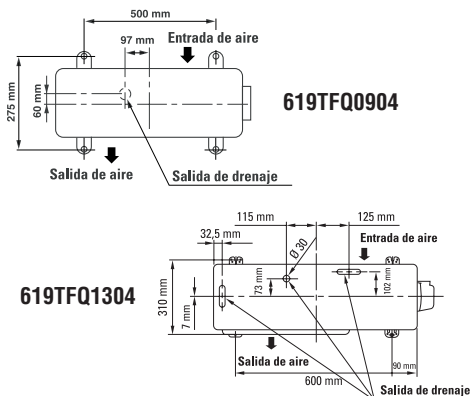 500 mm
Entrada de aire
97 mm
275 mm
60 mm
619TFQ0904
Salida de aire
Salida de drenaje
115 mm
125 mm
32,5 mm
Ø 30
Entrada de aire
619TFQ1304
310 mm
7 mm
73 mm
102 mm
Salida de aire
90 mm
600 mm
Salida de drenaje